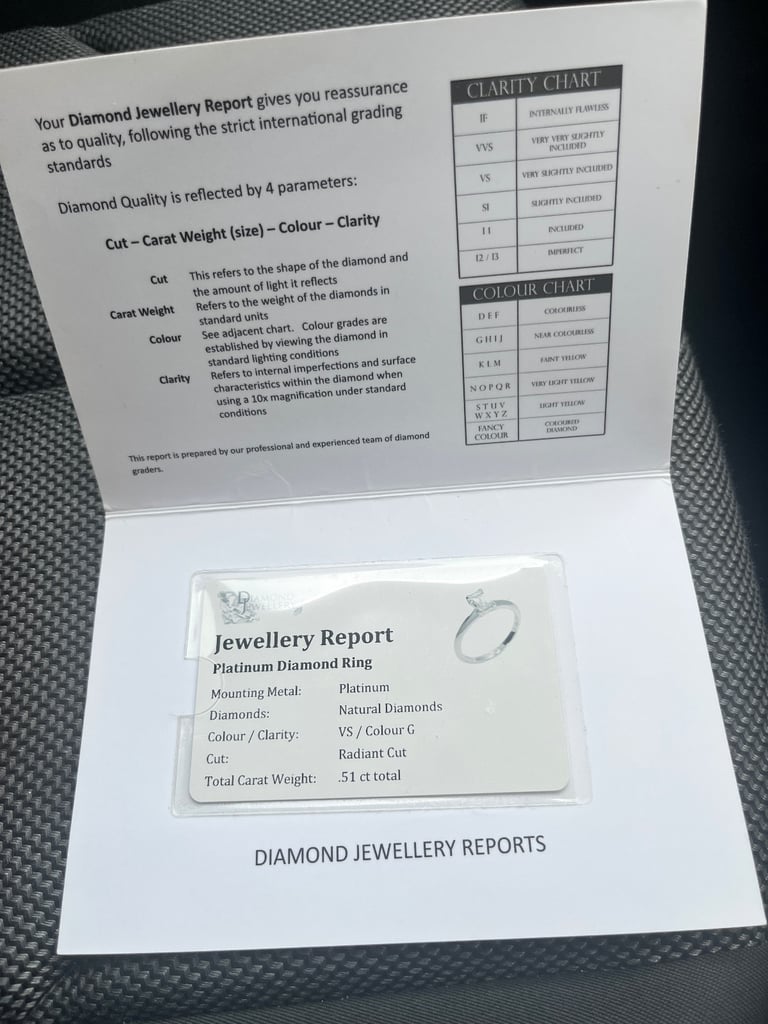 Your Diamond Jewellery Report gives you reassurance
as to quality, following the strict international grading
standards
Diamond Quality is reflected by 4 parameters:
Cut – Carat Weight (size) – Colour – Clarity
Cut This refers to the shape of the diamond and
the amount of light it reflects
Carat Weight Refers to the weight of the diamonds in
standard units
Colour See adjacent chart. Colour grades are
established by viewing the diamond in
standard lighting conditions
Clarity Refers to internal imperfections and surface
characteristics within the diamond when
using a 10x magnification under standard
conditions
This report is prepared by our professional and experienced team of diamond
graders.
CLARITY CHART
IF INTERNALLY FLAWLESS
VVS VERY VERY SLIGHTLY
INCLUDED
VS VERY SLIGHTLY INCLUDED
SI SLIGHTLY INCLUDED
I1 INCLUDED
I2 / I3 IMPERFECT
COLOUR CHART
D E F COLOURLESS
G H I J NEAR COLOURLESS
K L M FAINT YELLOW
N O P Q R VERY LIGHT YELLOW
S T U V
W X Y Z LIGHT YELLOW
FANCY
COLOUR COLOURED
DIAMOND
DIAMOND
JEWELLERY
Jewellery Report
Platinum Diamond Ring
Mounting Metal: Platinum
Diamonds: Natural Diamonds
Colour / Clarity: VS / Colour G
Cut: Radiant Cut
Total Carat Weight: .51 ct total
DIAMOND JEWELLERY REPORTS